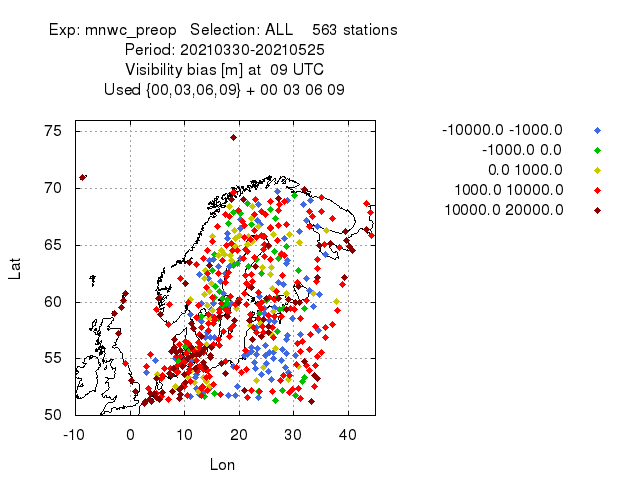 Exp: mnwc_preop Selection: ALL 563 stations
Period: 20210330-20210525
Visibility bias [m] at 09 UTC
Used {00,03,06,09} + 00 03 06 09
-10000.0 -1000.0
-1000.0 0.0
0.0 1000.0
1000.0 10000.0
10000.0 20000.0
75
70
65
60
55
50
Lat
-10 0 10 20 30 40
Lon